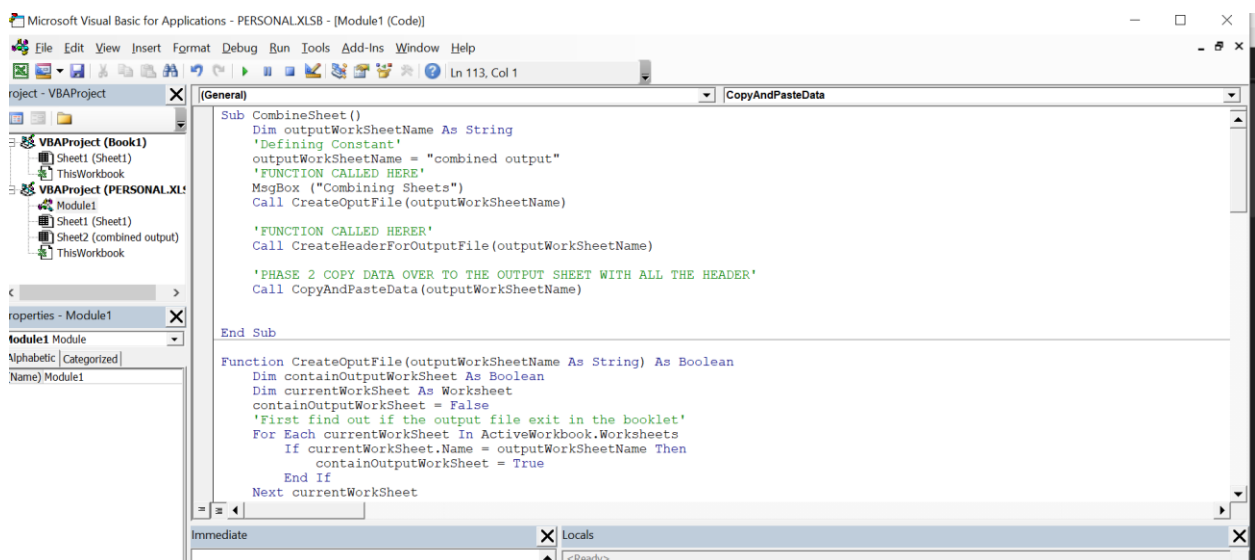 Microsoft Visual Basic for Applications - PERSONAL.XLSB - [Module1 (Code)]
File Edit View Insert Format Debug Run Tools Add-Ins Window Help
Ln 113, Col 1
roject - VBAProject
(General)
CopyAndPasteData
VBAProject (Book1)
Sheet1 (Sheet1)
ThisWorkbook
VBAProject (PERSONAL.XLS
Module1
Sheet1 (Sheet1)
Sheet2 (combined output)
ThisWorkbook
roperties - Module1
Module1 Module
Alphabetic Categorized
(Name) Module1
Sub CombineSheet()
Dim outputWorkSheetName As String
'Defining Constant'
outputWorkSheetName = "combined output"
'FUNCTION CALLED HERE'
MsgBox ("Combining Sheets")
Call CreateOputFile(outputWorkSheetName)
'FUNCTION CALLED HERER'
Call CreateHeaderForOutputFile(outputWorkSheetName)
'PHASE 2 COPY DATA OVER TO THE OUTPUT SHEET WITH ALL THE HEADER'
Call CopyAndPasteData(outputWorkSheetName)
End Sub
Function CreateOputFile(outputWorkSheetName As String) As Boolean
Dim containOutputWorkSheet As Boolean
Dim currentWorkSheet As Worksheet
containOutputWorkSheet = False
'First find out if the output file exit in the booklet'
For Each currentWorkSheet In ActiveWorkbook.Worksheets
If currentWorkSheet.Name = outputWorkSheetName Then
containOutputWorkSheet = True
End If
Next currentWorkSheet
Immediate
Locals
<Ready>